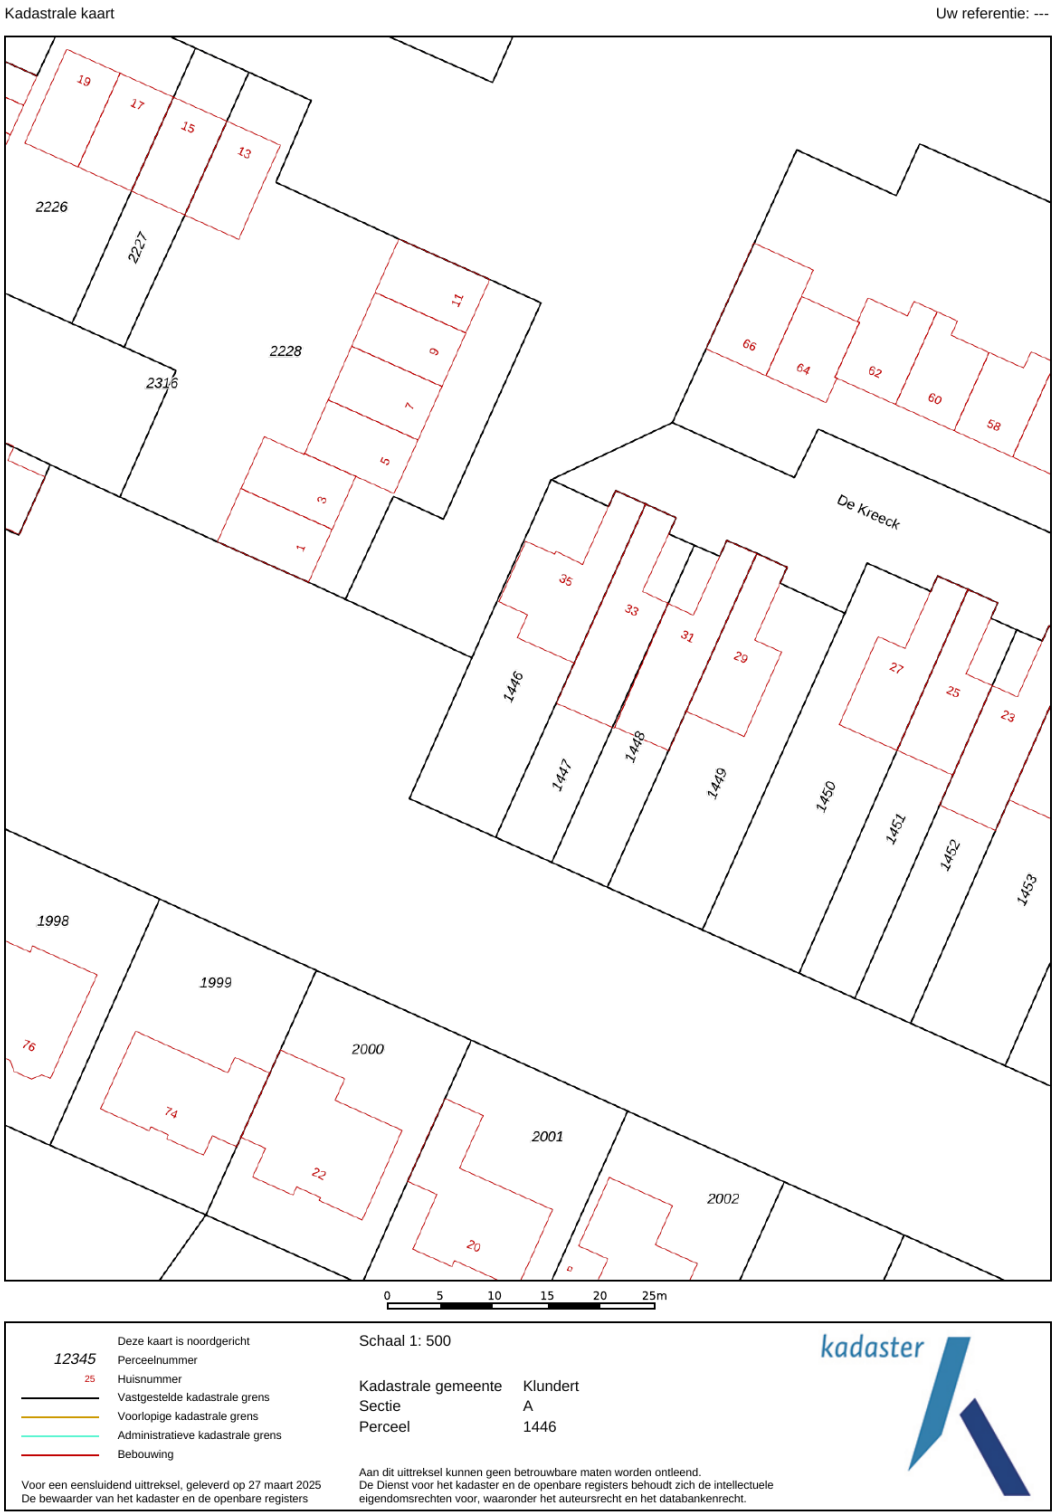 Kadastrale kaart
Uw referentie: ---
19
17
15
13
2226
2227
11
9
2228
2316
7
5
3
1
66
64
62
60
58
De Kreeck
35
33
31
29
27
25
23
1446
1447
1448
1449
1450
1451
1452
1453
1998
1999
2000
2001
2002
76
74
22
20
0 5 10 15 20 25m
Deze kaart is noordgericht
12345 Perceelnummer
25 Huisnummer
Vastgestelde kadastrale grens
Voorlopige kadastrale grens
Administratieve kadastrale grens
Bebouwing
Voor een eensluidend uittreksel, geleverd op 27 maart 2025
De bewaarder van het kadaster en de openbare registers
Schaal 1: 500
Kadastrale gemeente Klundert
Sectie A
Perceel 1446
Aan dit uittreksel kunnen geen betrouwbare maten worden ontleend.
De Dienst voor het kadaster en de openbare registers behoudt zich de intellectuele
eigendomsrechten voor, waaronder het auteursrecht en het databankenrecht.
kadaster